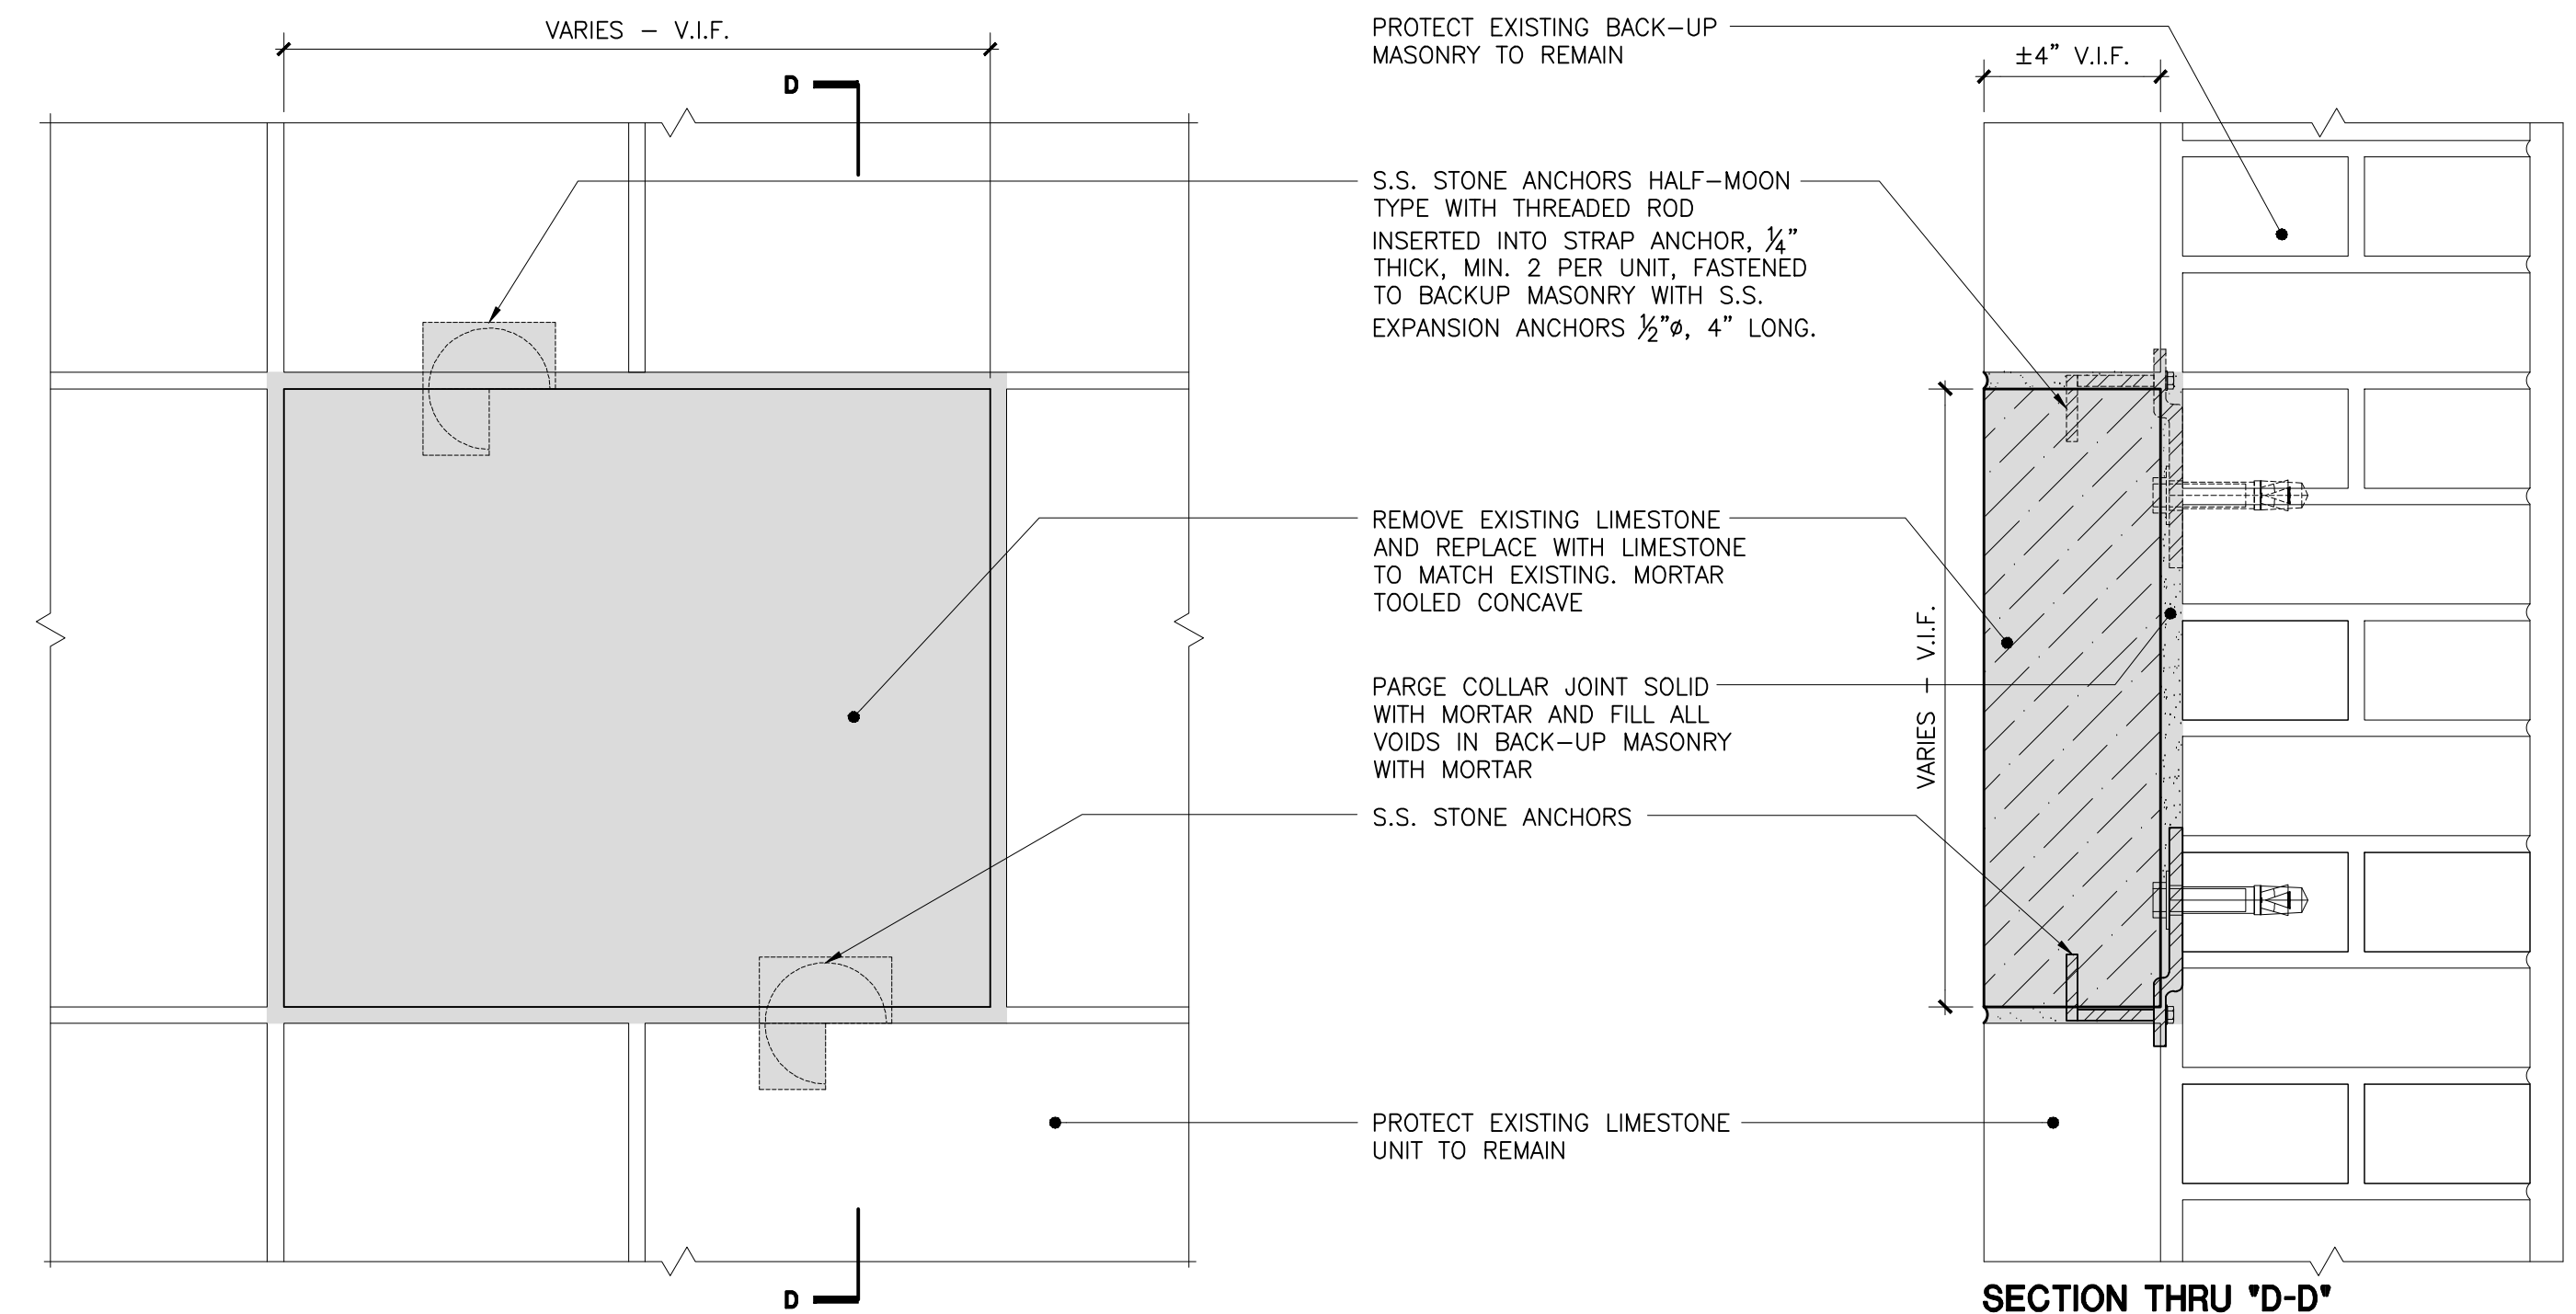 VARIES - V.I.F.
D
PROTECT EXISTING BACK-UP
MASONRY TO REMAIN
±4" V.I.F.
S.S. STONE ANCHORS HALF-MOON
TYPE WITH THREADED ROD
INSERTED INTO STRAP ANCHOR, 1/4"
THICK, MIN. 2 PER UNIT, FASTENED
TO BACKUP MASONRY WITH S.S.
EXPANSION ANCHORS 1/2"ø, 4" LONG.
REMOVE EXISTING LIMESTONE
AND REPLACE WITH LIMESTONE
TO MATCH EXISTING. MORTAR
TOOLED CONCAVE
VARIES - V.I.F.
PARGE COLLAR JOINT SOLID
WITH MORTAR AND FILL ALL
VOIDS IN BACK-UP MASONRY
WITH MORTAR
S.S. STONE ANCHORS
PROTECT EXISTING LIMESTONE
UNIT TO REMAIN
D
SECTION THRU "D-D"